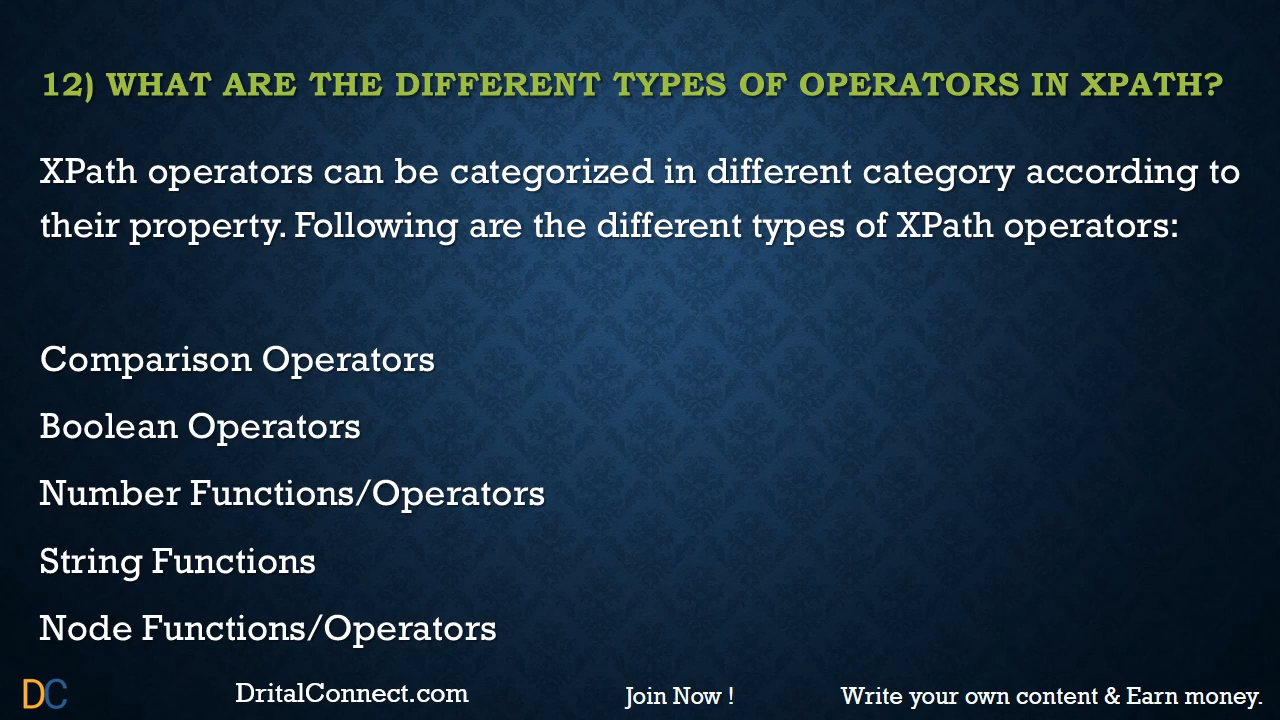 12) WHAT ARE THE DIFFERENT TYPES OF OPERATORS IN XPATH?
XPath operators can be categorized in different category according to
their property. Following are the different types of XPath operators:
Comparison Operators
Boolean Operators
Number Functions/Operators
String Functions
Node Functions/Operators
DC
DritalConnect.com
Join Now !
Write your own content & Earn money.